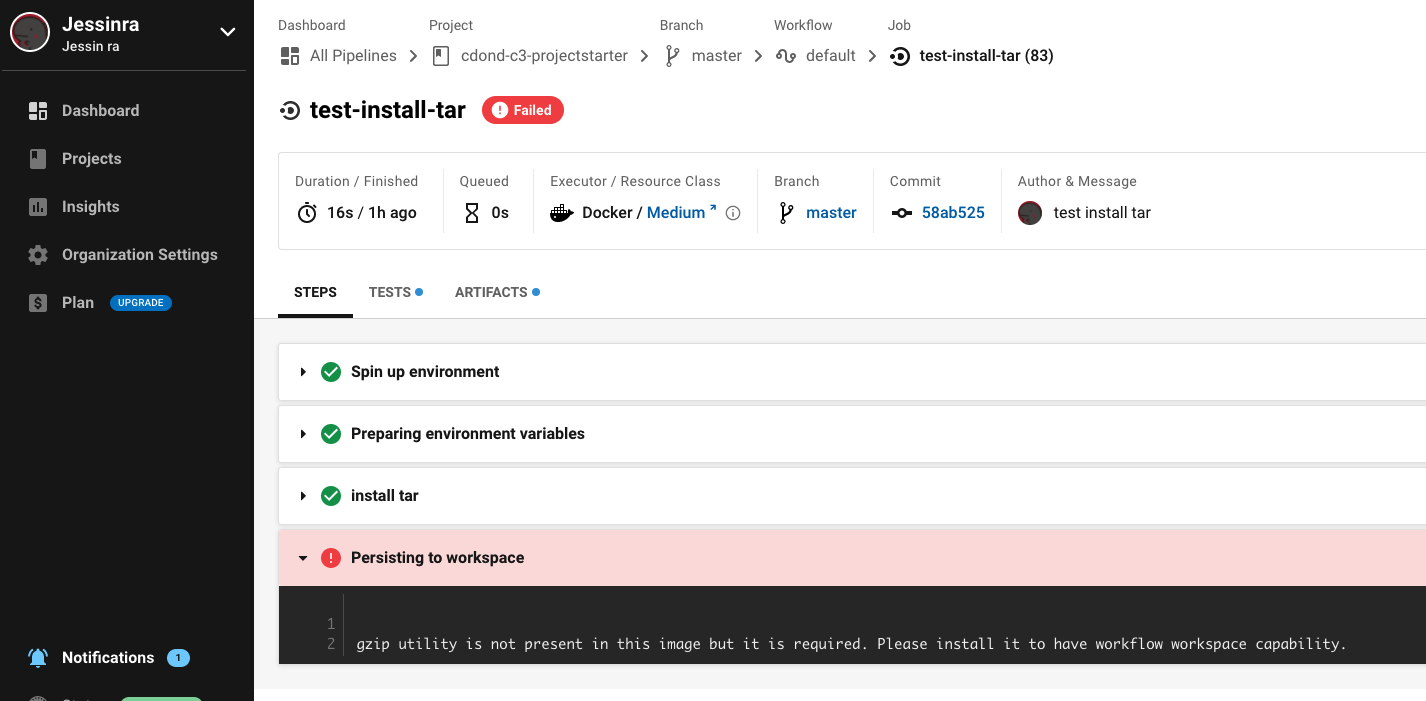 Jessinra
Jessin ra
Dashboard
Projects
Insights
Organization Settings
Plan UPGRADE
Notifications 1
Dashboard Project Branch Workflow Job
All Pipelines cdond-c3-projectstarter master default test-install-tar (83)
test-install-tar Failed
Duration / Finished Queued Executor / Resource Class Branch Commit Author & Message
16s / 1h ago 0s Docker / Medium master 58ab525 test install tar
STEPS TESTS ARTIFACTS
Spin up environment
Preparing environment variables
install tar
Persisting to workspace
1
2 gzip utility is not present in this image but it is required. Please install it to have workflow workspace capability.